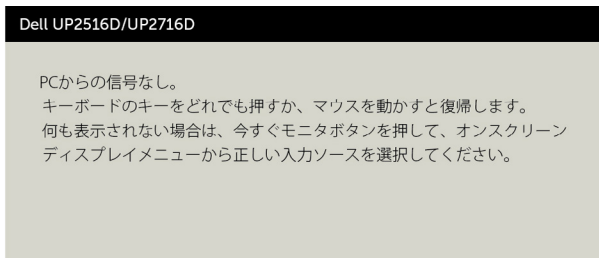 Dell UP2516D/UP2716D
PCからの信号なし。
キーボードのキーをどれでも押すか、マウスを動かすと復帰します。
何も表示されない場合は、今すぐモニタボタンを押して、オンスクリーン
ディスプレイメニューから正しい入力ソースを選択してください。